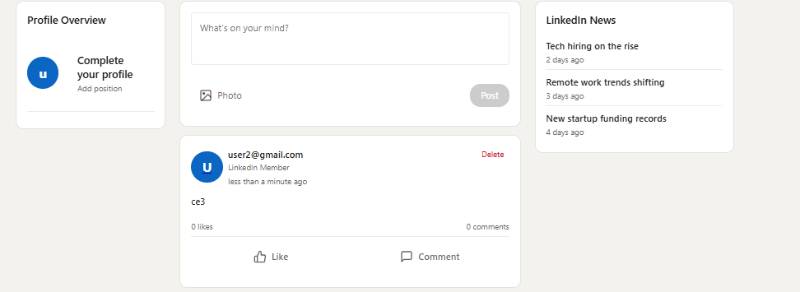 Profile Overview
u
Complete
your profile
Add position
What's on your mind?
Photo
Post
U
user2@gmail.com
Delete
LinkedIn Member
less than a minute ago
ce3
0 likes
0 comments
Like
Comment
LinkedIn News
Tech hiring on the rise
2 days ago
Remote work trends shifting
3 days ago
New startup funding records
4 days ago